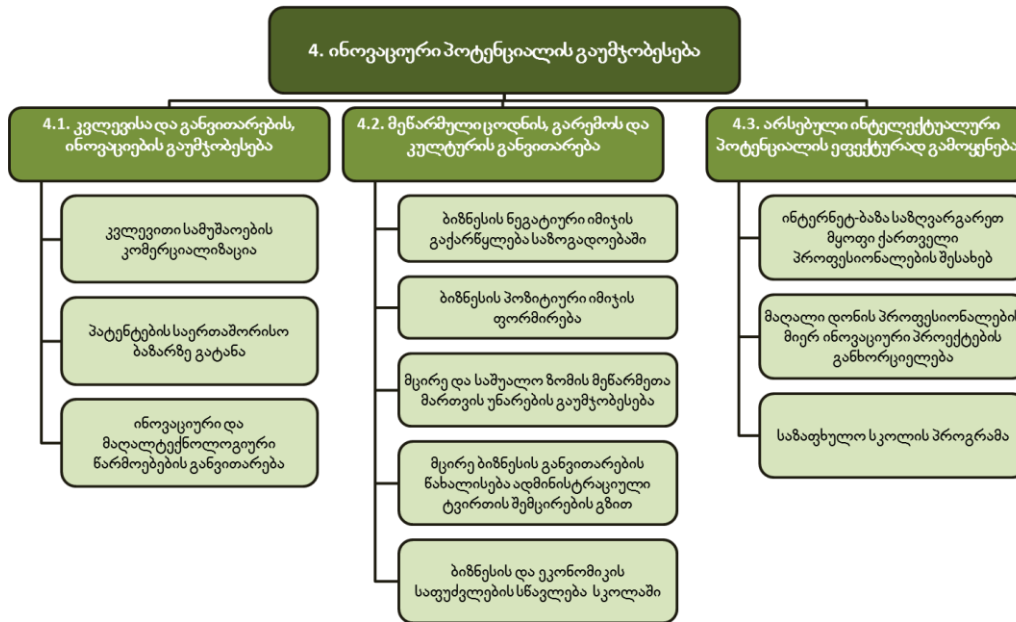 4. ინოვაციური პოტენციალის გაუმჯობესება
4.1. კვლევისა და განვითარების,
ინოვაციების გაუმჯობესება
კვლევითი სამუშაოების
კომერციალიზაცია
პატენტების საერთაშორისო
ბაზარზე გატანა
ინოვაციური და
მაღალტექნოლოგიური
წარმოებების განვითარება
4.2. მეწარმული ცოდნის, გარემოს და
კულტურის განვითარება
ბიზნესის ნეგატიური იმიჯის
გაქარწყლება საზოგადოებაში
ბიზნესის პოზიტიური იმიჯის
ფორმირება
მცირე და საშუალო ზომის მეწარმეთა
მართვის უნარების გაუმჯობესება
მცირე ბიზნესის განვითარების
წახალისება ადმინისტრაციული
ტვირთის შემცირების გზით
ბიზნესის და ეკონომიკის
საფუძვლების სწავლება სკოლაში
4.3. არსებული ინტელექტუალური
პოტენციალის ეფექტურად გამოყენება
ინტერნეტ-ბაზა საზღვარგარეთ
მყოფი ქართველი
პროფესიონალების შესახებ
მაღალი დონის პროფესიონალების
მიერ ინოვაციური პროექტების
განხორციელება
საზაფხულო სკოლის პროგრამა